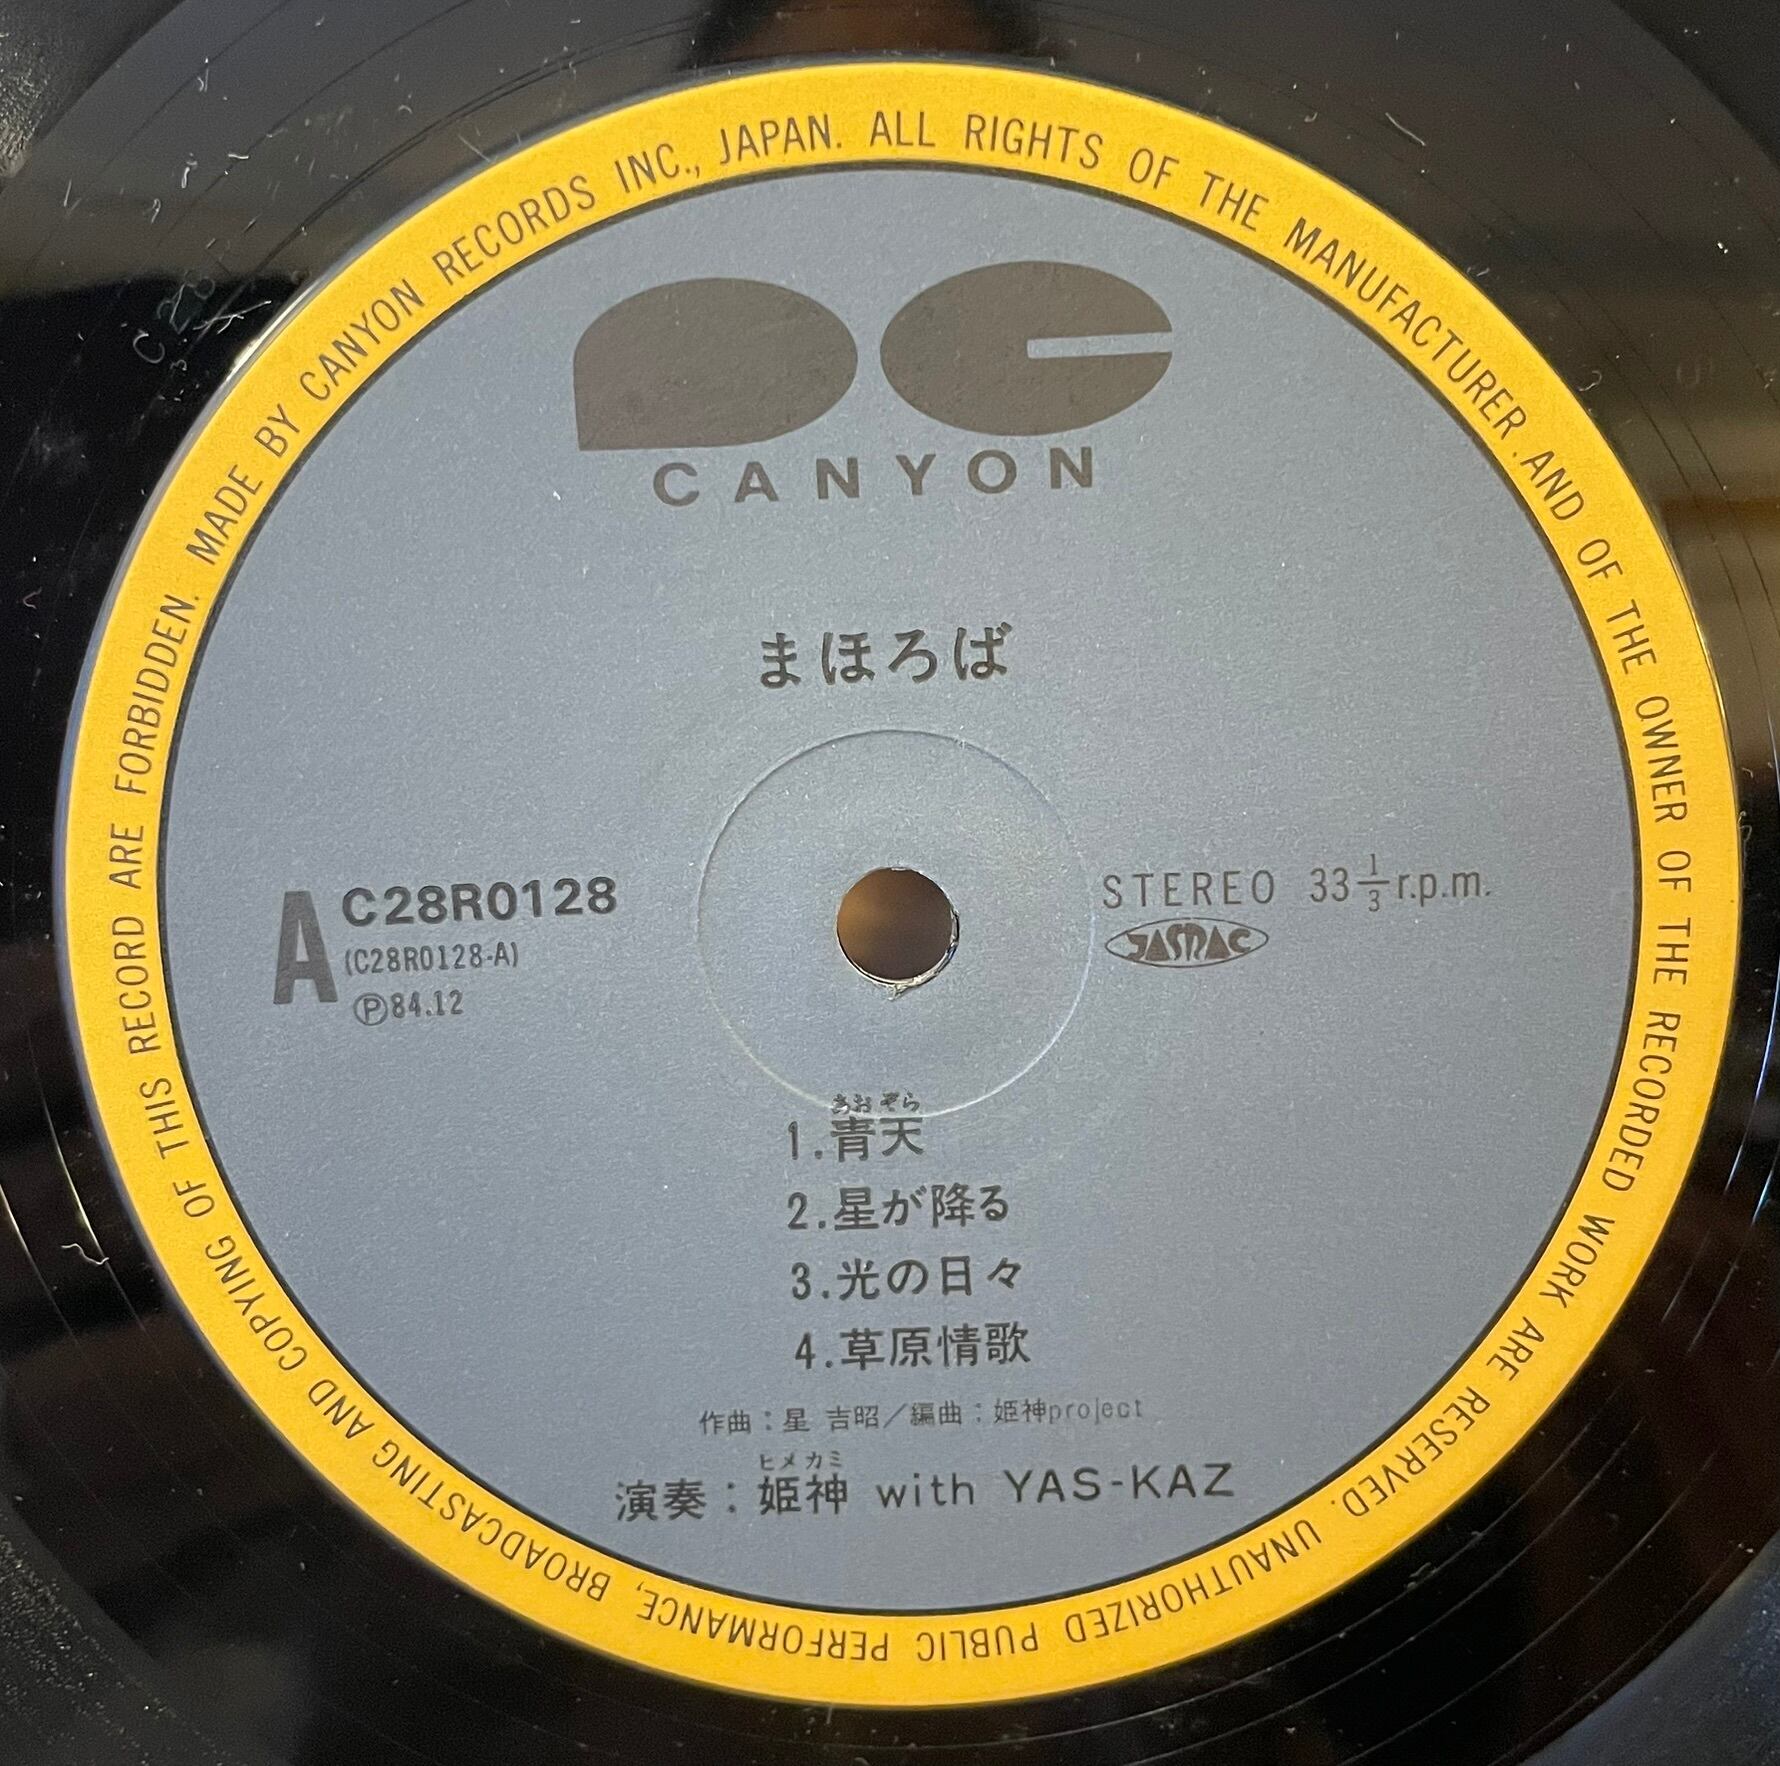 MADE BY CANYON RECORDS INC., JAPAN. ALL RIGHTS OF THE MANUFACTURER AND OF THE OWNER OF THE RECORDED WORK ARE RESERVED. UNAUTHORIZED PUBLIC PERFORMANCE, BROADCASTING AND COPYING OF THIS RECORD ARE FORBIDDEN.
PC
CANYON
まほろば
A C28R0128
(C28R0128-A)
Ⓟ84.12
STEREO 33 1/3 r.p.m.
JASRAC
あおぞら
1.青天
2.星が降る
3.光の日々
4.草原情歌
作曲:星 吉昭/編曲:姫神project
ヒメカミ
演奏:姫神 with YAS-KAZ